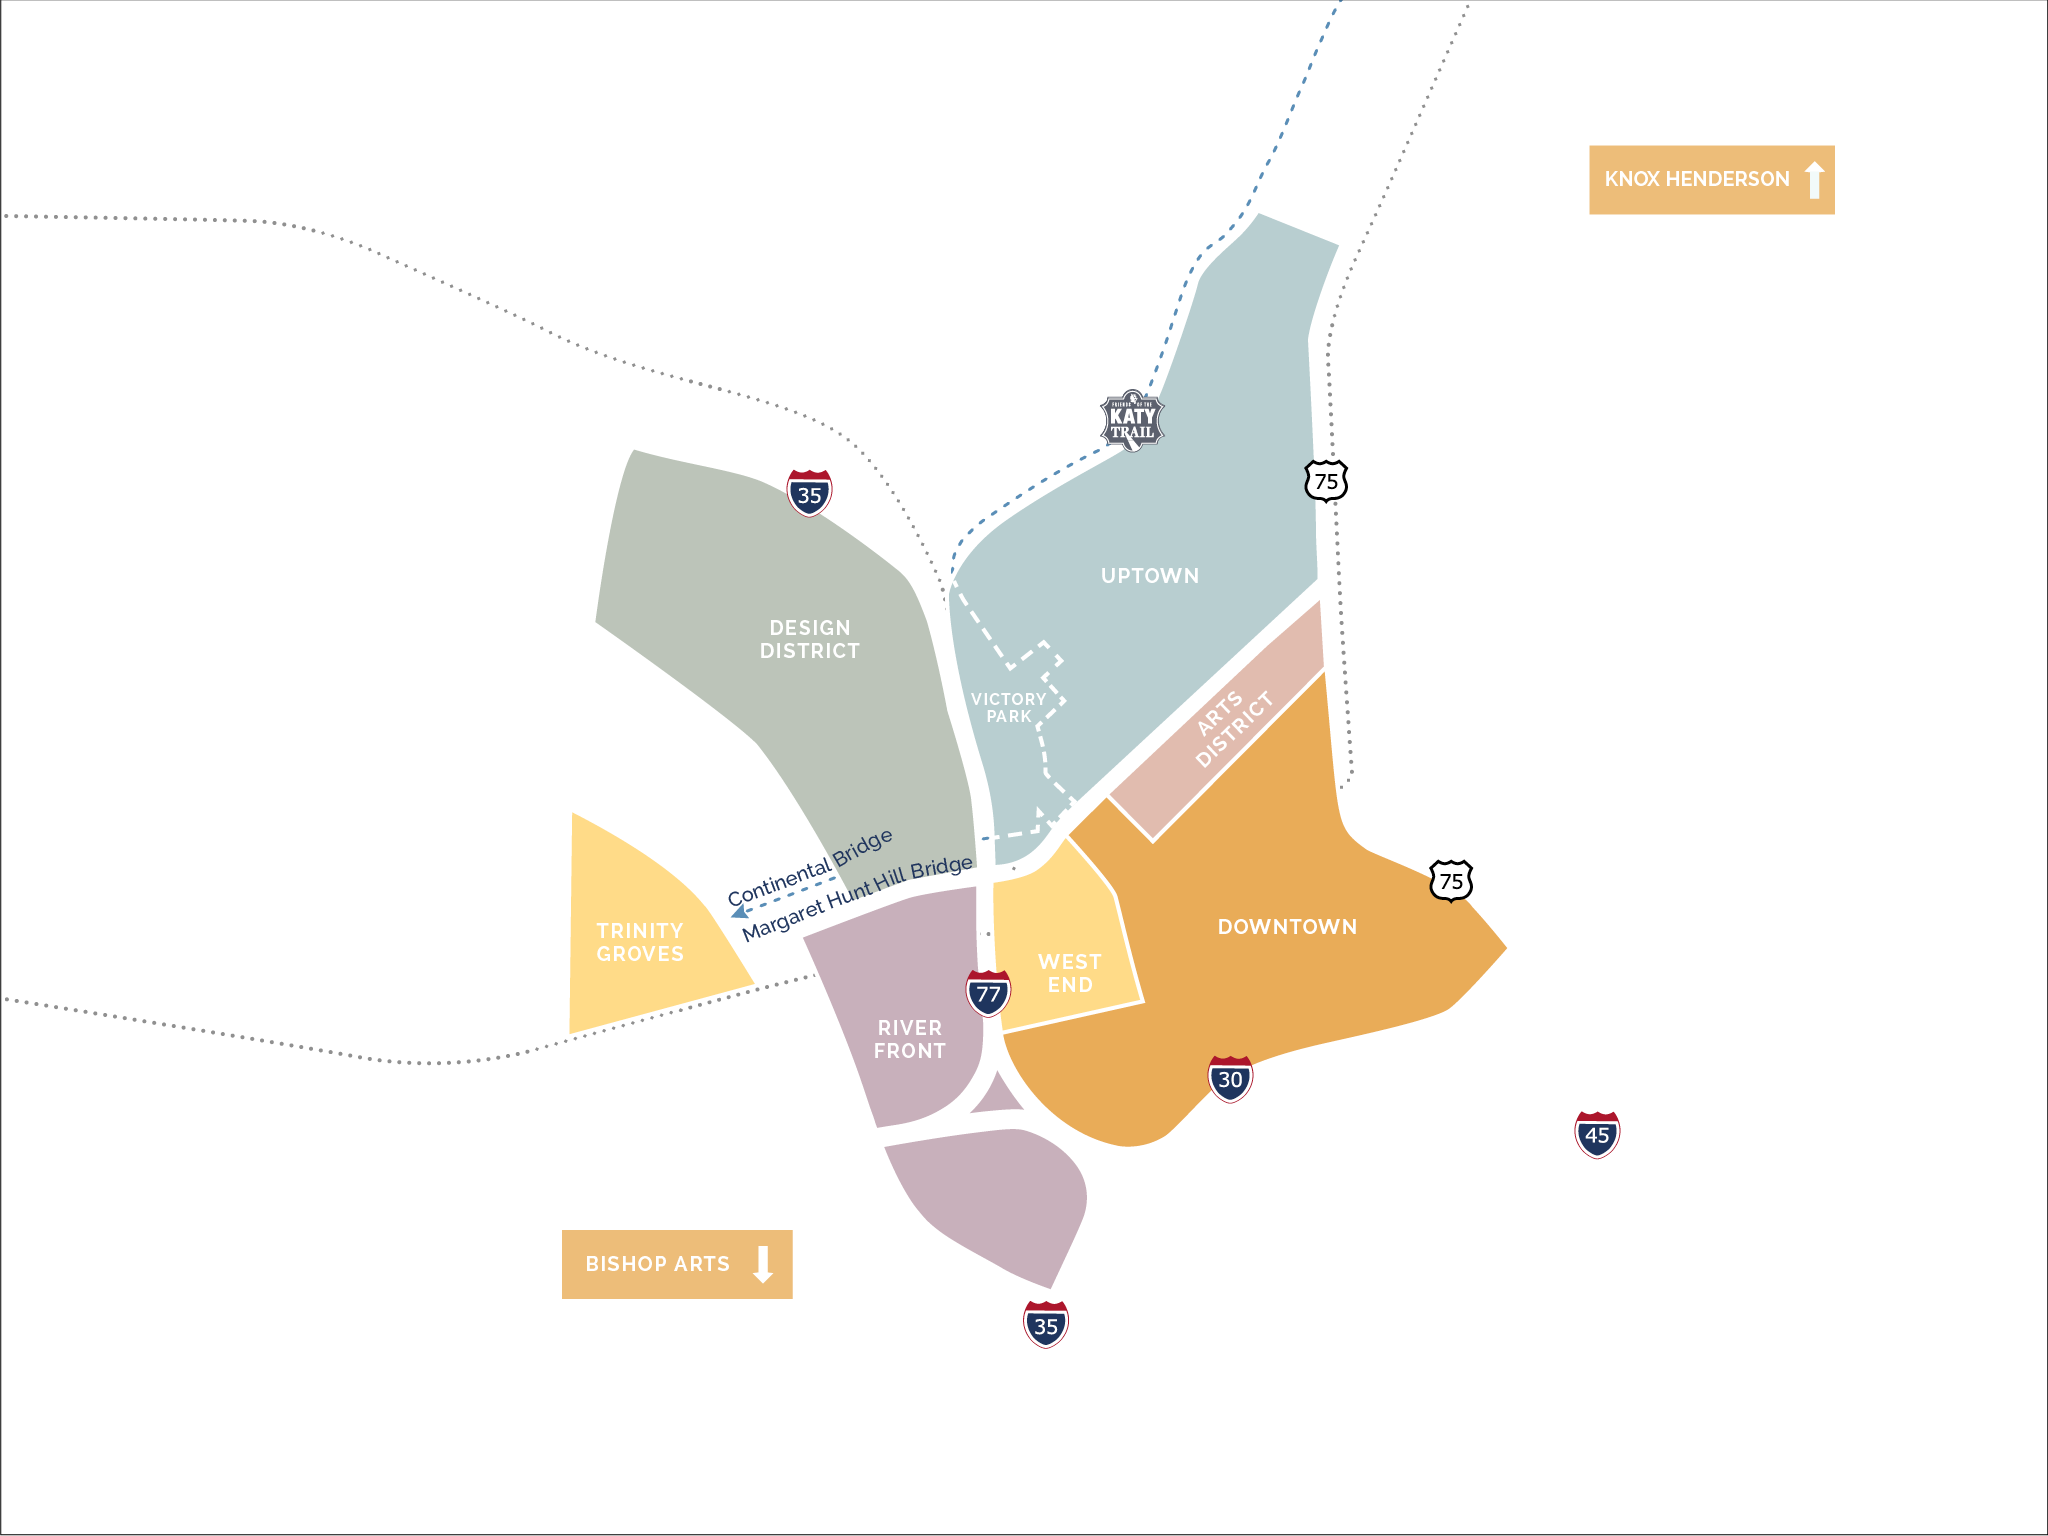 KNOX HENDERSON
FRIENDS OF THE
KATY
TRAIL
35
75
UPTOWN
DESIGN
DISTRICT
VICTORY
PARK
ARTS
DISTRICT
Continental Bridge
Margaret Hunt Hill Bridge
75
TRINITY
GROVES
DOWNTOWN
WEST
END
77
RIVER
FRONT
30
45
BISHOP ARTS
35